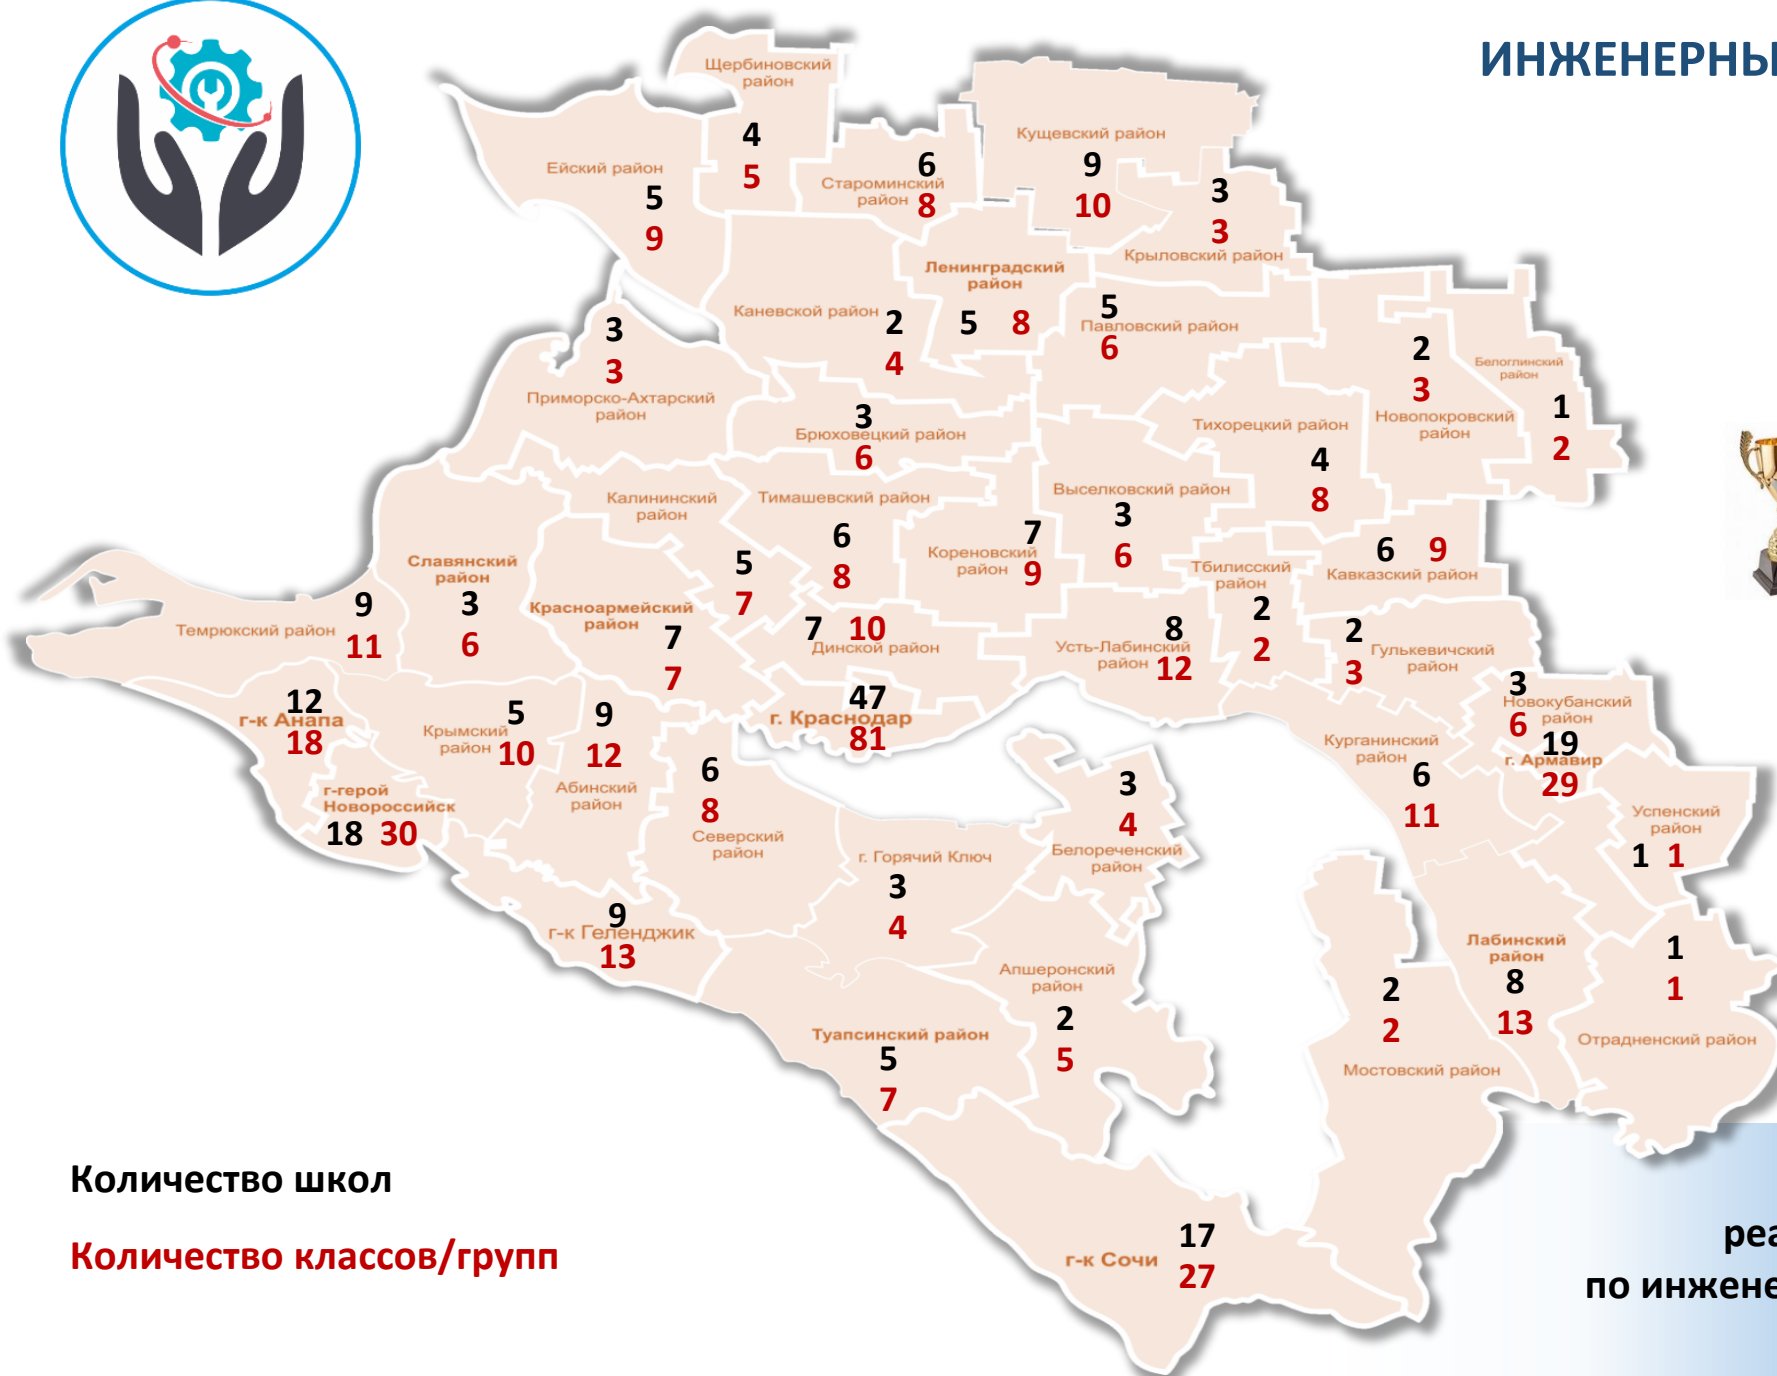 ИНЖЕНЕРНЫ
Щербиновский
район
4
5
Ейский район
5
9
Староминский
район
6
8
Кущевский район
9
10
3
3
Крыловский район
Ленинградский
район
5 8
Каневской район
2
4
5
Павловский район
6
3
3
Приморско-Ахтарский
район
2
3
Новопокровский
район
Белоглинский
район
1
2
3
Брюховецкий район
6
Тихорецкий район
4
8
Калининский
район
5
7
Тимашевский район
6
8
Выселковский район
3
6
Кореновский
район
7
9
6 9
Кавказский район
Тбилисский
район
2
2
Славянский
район
3
6
Красноармейский
район
7
7
Темрюкский район
9
11
7 10
Динской район
Усть-Лабинский
район
8
12
2
3
Гулькевичский
район
12
г-к Анапа
18
Крымский
район
5
10
9
12
Абинский
район
47
г. Краснодар
81
3
Новокубанский
район
6
19
г. Армавир
29
Курганинский
район
6
11
г-герой
Новороссийск
18 30
6
8
Северский
район
3
4
Белореченский
район
Успенский
район
1 1
г. Горячий Ключ
3
4
9
г-к Геленджик
13
Апшеронский
район
2
5
Лабинский
район
8
13
1
1
Отрадненский район
2
2
Мостовский район
Туапсинский район
5
7
г-к Сочи
17
27
Количество школ
Количество классов/групп
реа
по инжене